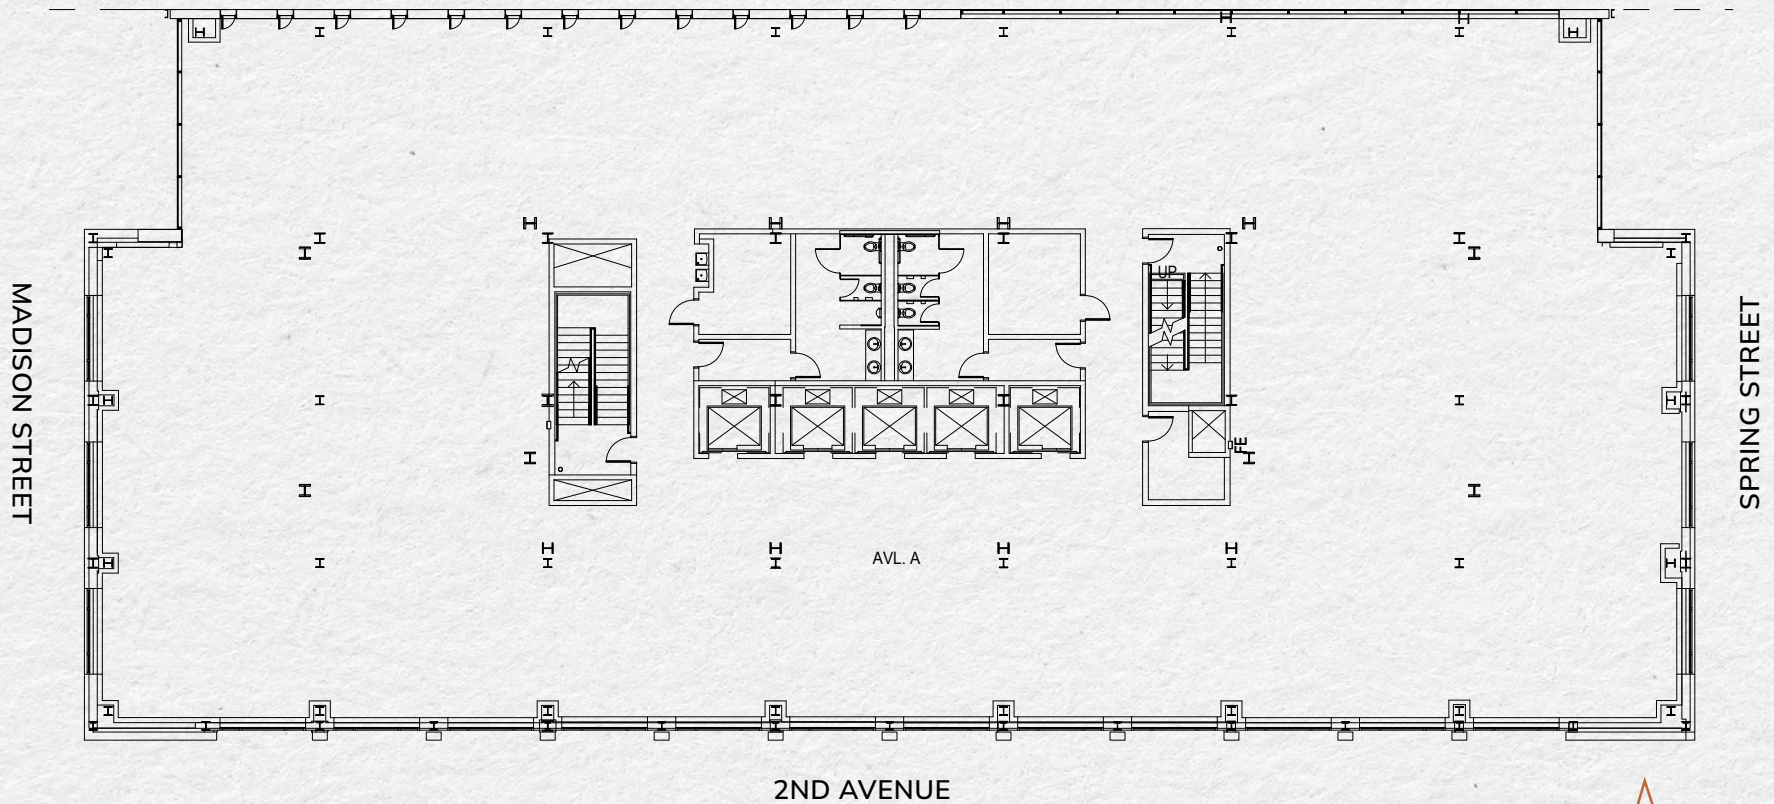 UP
MADISON STREET
SPRING STREET
FE
AVL. A
2ND AVENUE